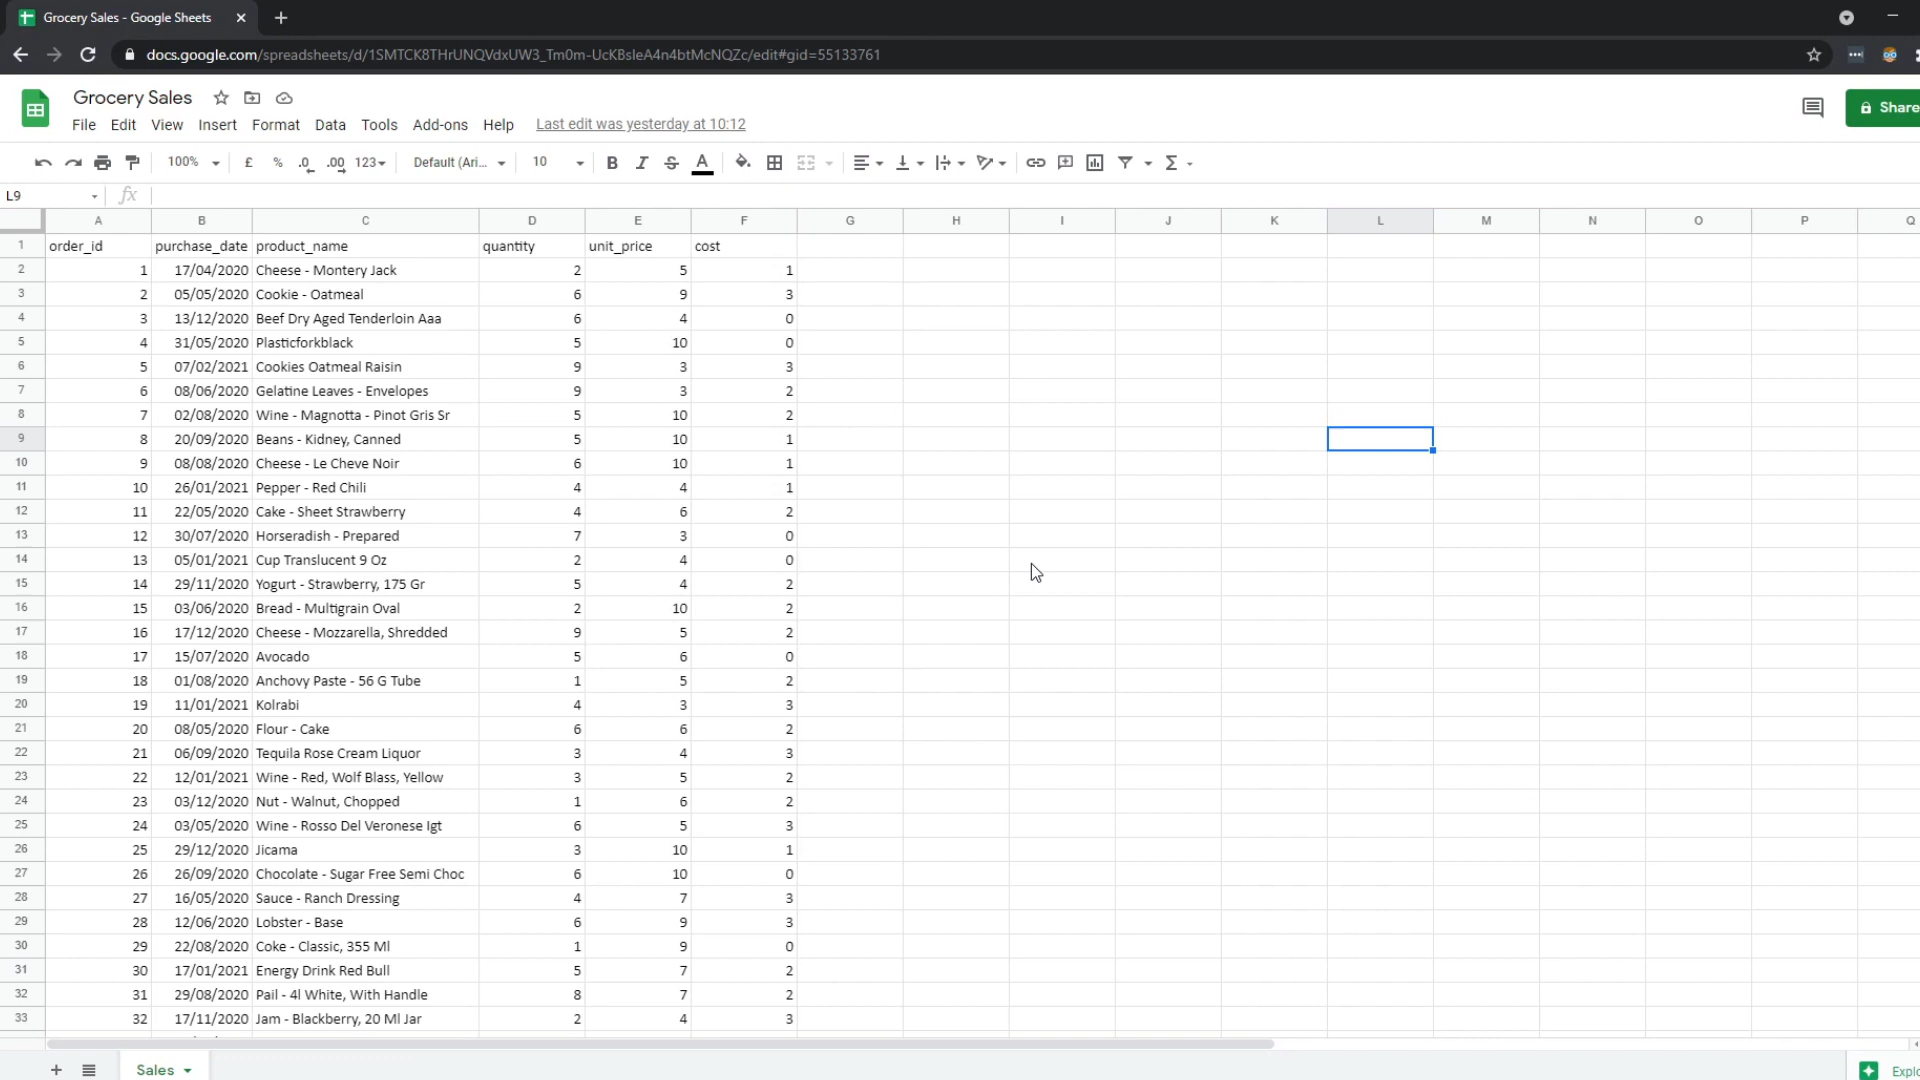 Grocery Sales - Google Sheets
docs.google.com/spreadsheets/d/1SMTCK8THrUNQVdxUW3_Tm0m-UcKBsleA4n4btMcNQZc/edit#gid=55133761
Grocery Sales
Share
File Edit View Insert Format Data Tools Add-ons Help Last edit was yesterday at 10:12
100% £ % .0 .00 123 Default (Ari... 10 B I S A Σ
L9 fx
A B C D E F G H I J K L M N O P Q
1 order_id purchase_date product_name quantity unit_price cost
2 1 17/04/2020 Cheese - Montery Jack 2 5 1
3 2 05/05/2020 Cookie - Oatmeal 6 9 3
4 3 13/12/2020 Beef Dry Aged Tenderloin Aaa 6 4 0
5 4 31/05/2020 Plasticforkblack 5 10 0
6 5 07/02/2021 Cookies Oatmeal Raisin 9 3 3
7 6 08/06/2020 Gelatine Leaves - Envelopes 9 3 2
8 7 02/08/2020 Wine - Magnotta - Pinot Gris Sr 5 10 2
9 8 20/09/2020 Beans - Kidney, Canned 5 10 1
10 9 08/08/2020 Cheese - Le Cheve Noir 6 10 1
11 10 26/01/2021 Pepper - Red Chili 4 4 1
12 11 22/05/2020 Cake - Sheet Strawberry 4 6 2
13 12 30/07/2020 Horseradish - Prepared 7 3 0
14 13 05/01/2021 Cup Translucent 9 Oz 2 4 0
15 14 29/11/2020 Yogurt - Strawberry, 175 Gr 5 4 2
16 15 03/06/2020 Bread - Multigrain Oval 2 10 2
17 16 17/12/2020 Cheese - Mozzarella, Shredded 9 5 2
18 17 15/07/2020 Avocado 5 6 0
19 18 01/08/2020 Anchovy Paste - 56 G Tube 1 5 2
20 19 11/01/2021 Kolrabi 4 3 3
21 20 08/05/2020 Flour - Cake 6 6 2
22 21 06/09/2020 Tequila Rose Cream Liquor 3 4 3
23 22 12/01/2021 Wine - Red, Wolf Blass, Yellow 3 5 2
24 23 03/12/2020 Nut - Walnut, Chopped 1 6 2
25 24 03/05/2020 Wine - Rosso Del Veronese Igt 6 5 3
26 25 29/12/2020 Jicama 3 10 1
27 26 26/09/2020 Chocolate - Sugar Free Semi Choc 6 10 0
28 27 16/05/2020 Sauce - Ranch Dressing 4 7 3
29 28 12/06/2020 Lobster - Base 6 9 3
30 29 22/08/2020 Coke - Classic, 355 Ml 1 9 0
31 30 17/01/2021 Energy Drink Red Bull 5 7 2
32 31 29/08/2020 Pail - 4l White, With Handle 8 7 2
33 32 17/11/2020 Jam - Blackberry, 20 Ml Jar 2 4 3
Sales Explo